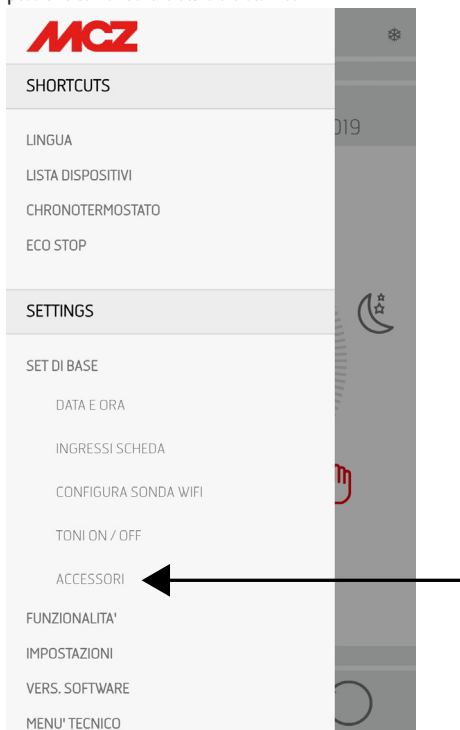 MCZ
SHORTCUTS
019
LINGUA
LISTA DISPOSITIVI
CHRONOTERMOSTATO
ECO STOP
SETTINGS
SET DI BASE
DATA E ORA
INGRESSI SCHEDA
CONFIGURA SONDA WIFI
TONI ON / OFF
ACCESSORI
FUNZIONALITA'
IMPOSTAZIONI
VERS. SOFTWARE
MENU' TECNICO